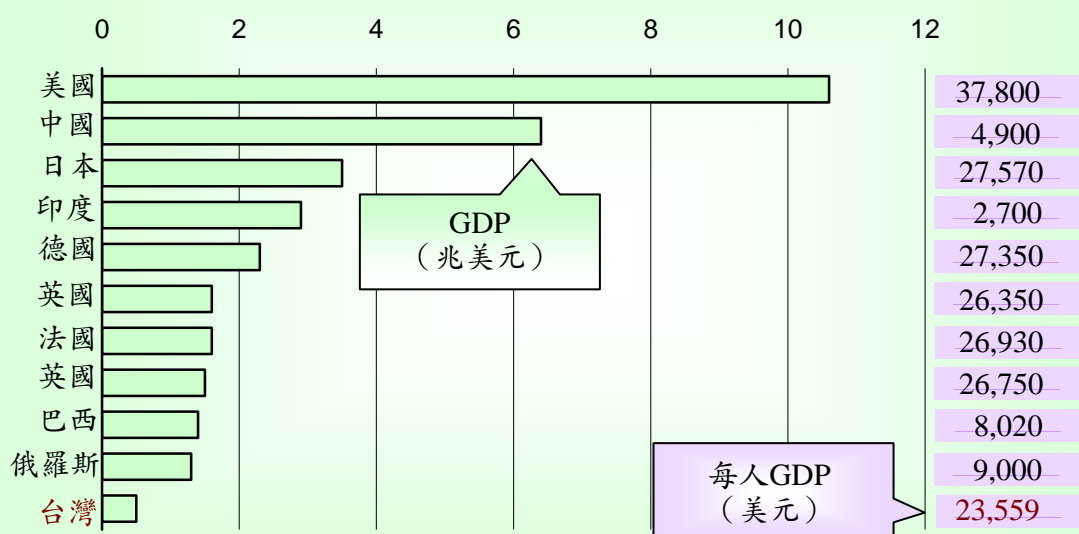 0 2 4 6 8 10 12
美國 37,800
中國 4,900
日本 27,570
印度 2,700
德國 27,350
英國 26,350
法國 26,930
英國 26,750
巴西 8,020
俄羅斯 9,000
台灣 23,559
GDP
（兆美元）
每人GDP
（美元）